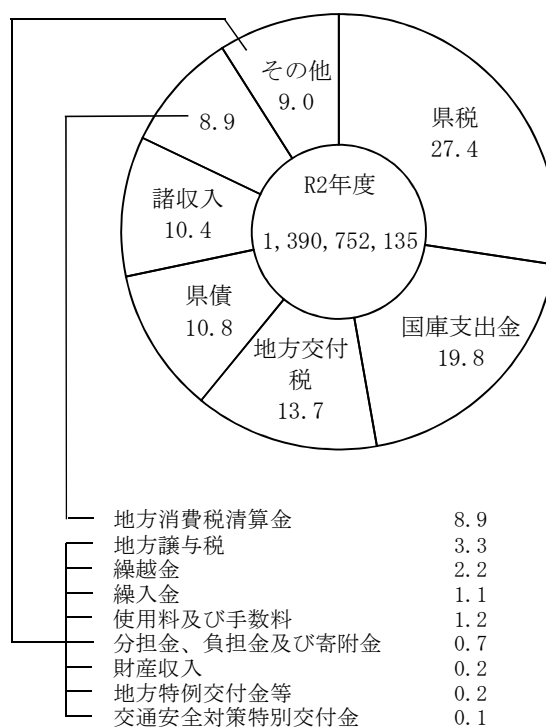 その他
9.0
県税
27.4
8.9
諸収入
10.4
R2年度
1,390,752,135
県債
10.8
国庫支出金
19.8
地方交付
税
13.7
地方消費税清算金 8.9
地方譲与税 3.3
繰越金 2.2
繰入金 1.1
使用料及び手数料 1.2
分担金、負担金及び寄附金 0.7
財産収入 0.2
地方特例交付金等 0.2
交通安全対策特別交付金 0.1